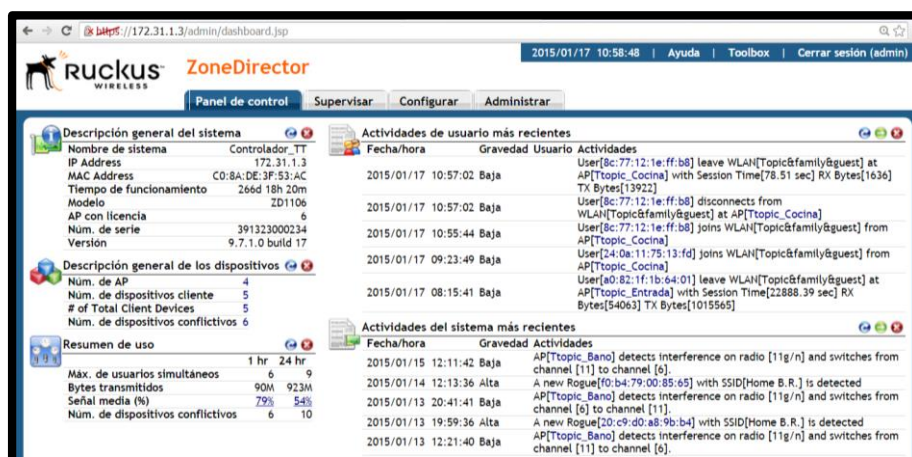 https://172.31.1.3/admin/dashboard.jsp
2015/01/17 10:58:48 | Ayuda | Toolbox | Cerrar sesión (admin)
Ruckus WIRELESS
ZoneDirector
Panel de control Supervisar Configurar Administrar
Descripción general del sistema
Nombre de sistema Controlador_TT
IP Address 172.31.1.3
MAC Address C0:8A:DE:3F:53:AC
Tiempo de funcionamiento 266d 18h 20m
Modelo ZD1106
AP con licencia 6
Núm. de serie 391323000234
Versión 9.7.1.0 build 17
Descripción general de los dispositivos
Núm. de AP 4
Núm. de dispositivos cliente 5
# of Total Client Devices 5
Núm. de dispositivos conflictivos 6
Resumen de uso
1 hr 24 hr
Máx. de usuarios simultáneos 6 9
Bytes transmitidos 90M 923M
Señal media (%) 79% 54%
Núm. de dispositivos conflictivos 6 10
Actividades de usuario más recientes
Fecha/hora Gravedad Usuario Actividades
2015/01/17 10:57:02 Baja User[8c:77:12:1e:ff:b8] leave WLAN[Topic&family&guest] at
AP[Ttopic_Cocina] with Session Time[78.51 sec] RX Bytes[1636]
TX Bytes[13922]
2015/01/17 10:57:02 Baja User[8c:77:12:1e:ff:b8] disconnects from
WLAN[Topic&family&guest] at AP[Ttopic_Cocina]
2015/01/17 10:55:44 Baja User[8c:77:12:1e:ff:b8] joins WLAN[Topic&family&guest] from
AP[Ttopic_Cocina]
2015/01/17 09:23:49 Baja User[24:0a:11:75:13:fd] joins WLAN[Topic&family&guest] from
AP[Ttopic_Cocina]
2015/01/17 08:15:41 Baja User[a0:82:1f:1b:64:01] leave WLAN[Topic&family&guest] at
AP[Ttopic_Entrada] with Session Time[22888.39 sec] RX
Bytes[54063] TX Bytes[1015565]
Actividades del sistema más recientes
Fecha/hora Gravedad Actividades
2015/01/15 12:11:42 Baja AP[Ttopic_Bano] detects interference on radio [11g/n] and switches from
channel [11] to channel [6].
2015/01/14 12:13:36 Alta A new Rogue[f0:b4:79:00:85:65] with SSID[Home B.R.] is detected
2015/01/13 20:41:41 Baja AP[Ttopic_Bano] detects interference on radio [11g/n] and switches from
channel [6] to channel [11].
2015/01/13 19:59:36 Alta A new Rogue[20:c9:d0:a8:9b:b4] with SSID[Home B.R.] is detected
2015/01/13 12:21:40 Baja AP[Ttopic_Bano] detects interference on radio [11g/n] and switches from
channel [11] to channel [6].